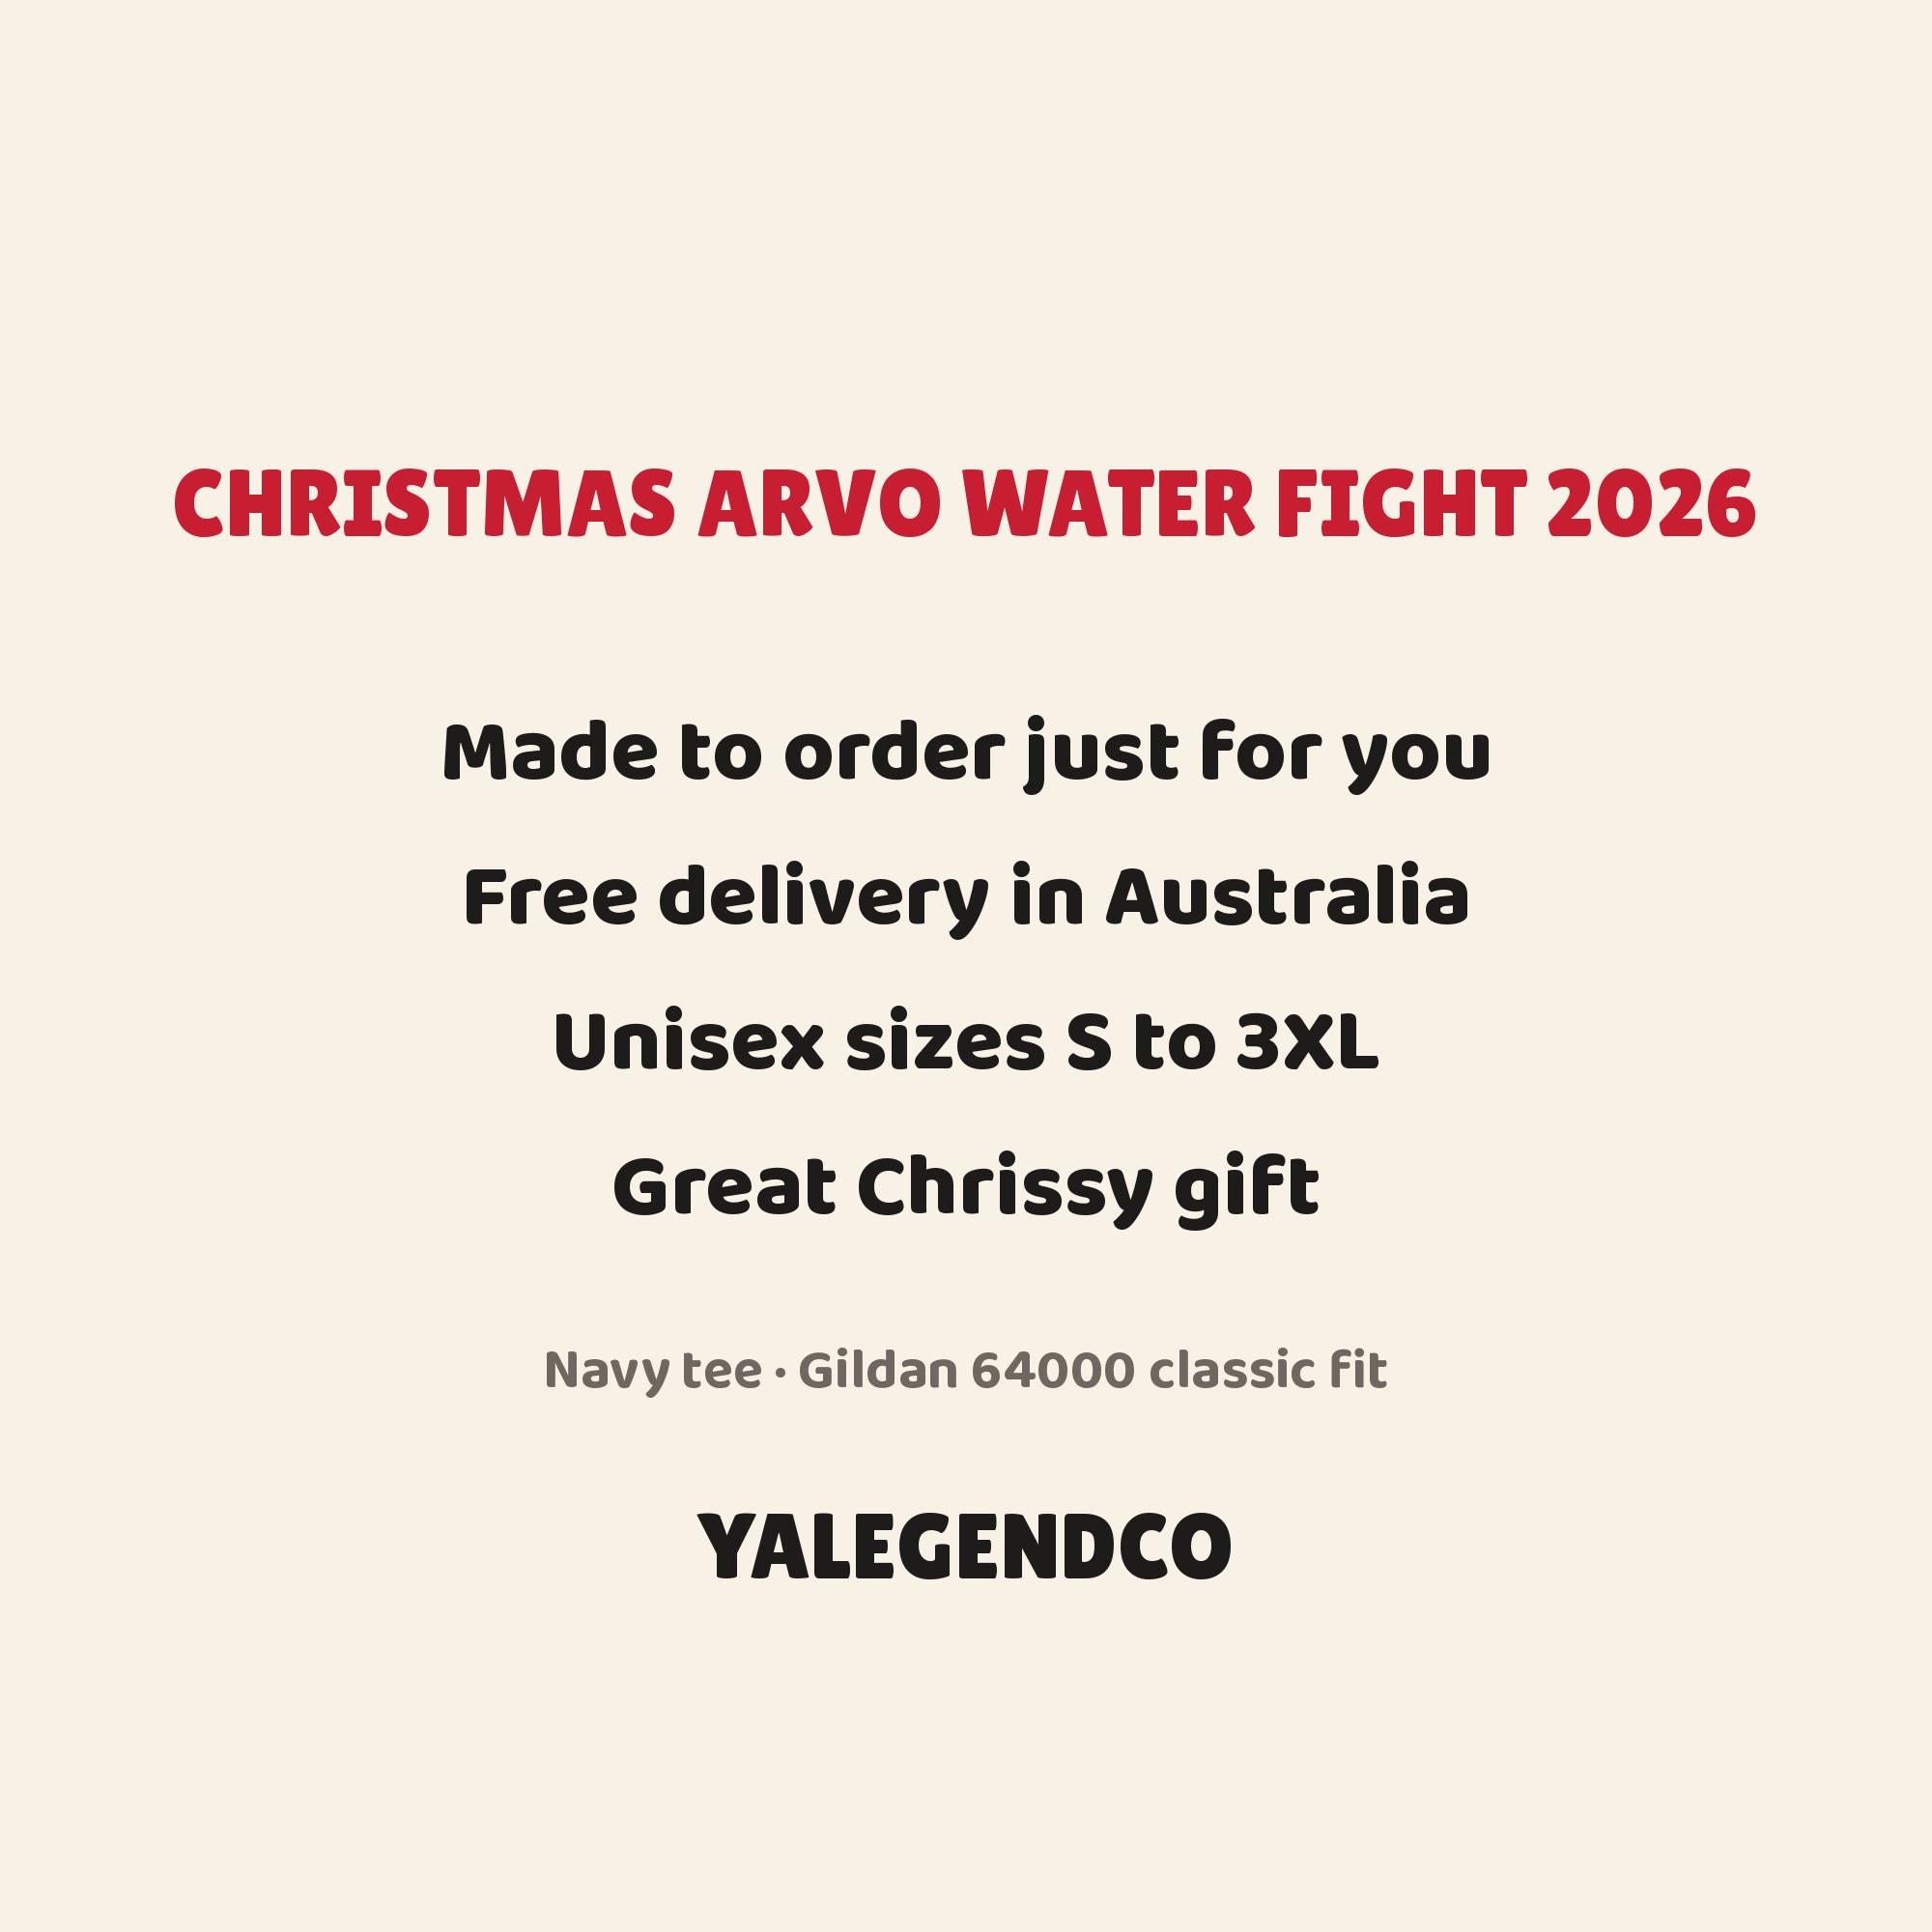 CHRISTMAS ARVO WATER FIGHT 2026
Made to order just for you
Free delivery in Australia
Unisex sizes S to 3XL
Great Chrissy gift
Navy tee · Gildan 64000 classic fit
YALEGENDCO